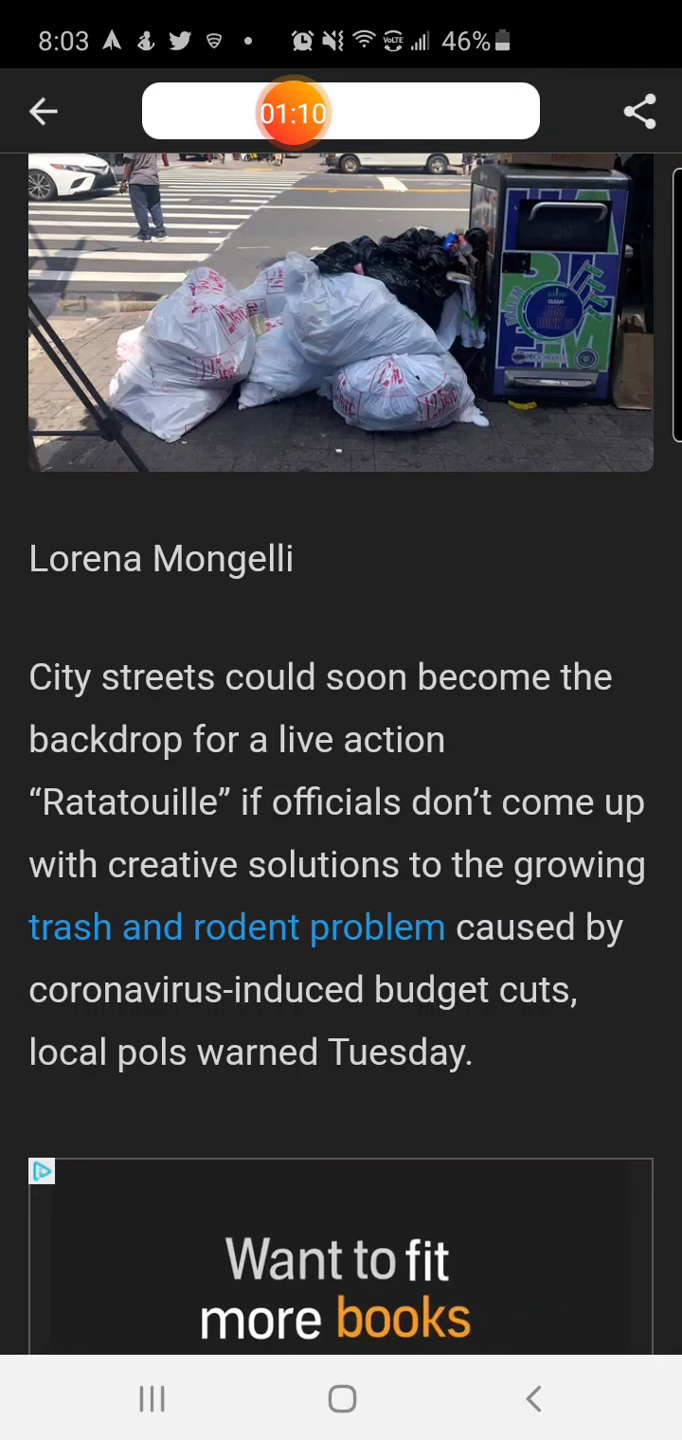 8:03
VoLTE
46%
01:10
CLEAN
Lorena Mongelli
City streets could soon become the
backdrop for a live action
“Ratatouille” if officials don’t come up
with creative solutions to the growing
trash and rodent problem caused by
coronavirus-induced budget cuts,
local pols warned Tuesday.
Want to fit
more books